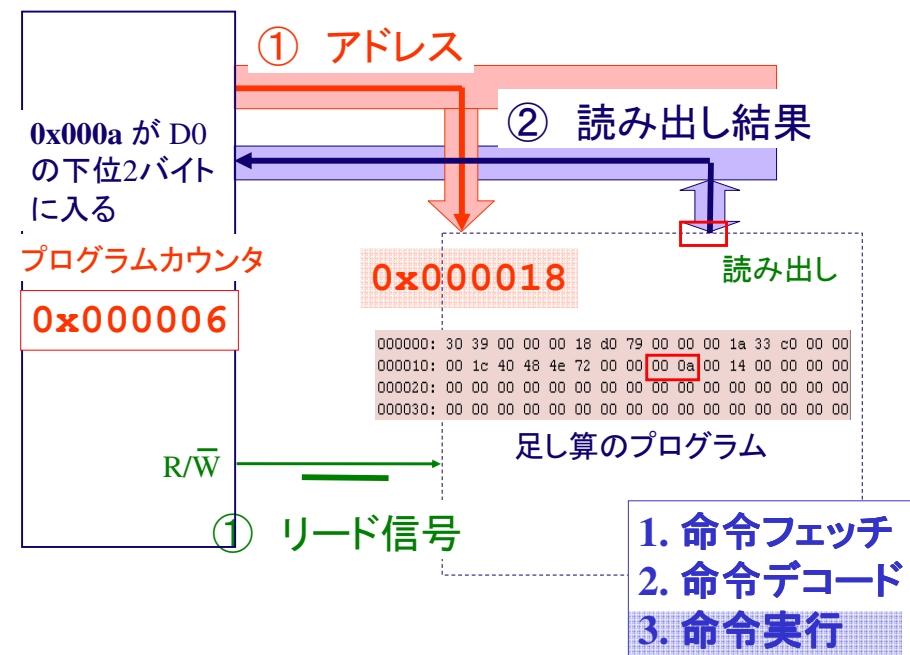 ① アドレス
② 読み出し結果
0x000a が D0
の下位2バイト
に入る
プログラムカウンタ
0x000006
0x000018
読み出し
000000: 30 39 00 00 00 18 d0 79 00 00 00 1a 33 c0 00 00
000010: 00 1c 40 48 4e 72 00 00 00 0a 00 14 00 00 00 00
000020: 00 00 00 00 00 00 00 00 00 00 00 00 00 00 00 00
000030: 00 00 00 00 00 00 00 00 00 00 00 00 00 00 00 00
足し算のプログラム
R/W̅
① リード信号
1. 命令フェッチ
2. 命令デコード
3. 命令実行